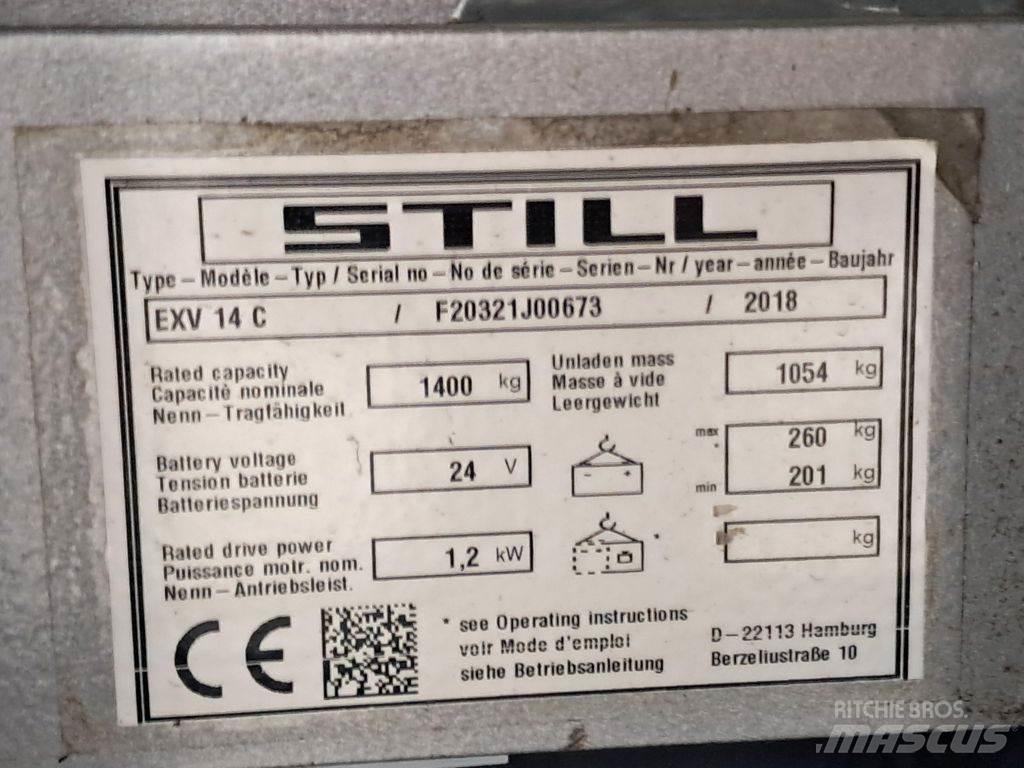 STILL
Type – Modèle – Typ / Serial no – No de série – Serien – Nr / year – année – Baujahr
EXV 14 C / F20321J00673 / 2018
Rated capacity
Capacité nominale
Nenn – Tragfähigkeit
1400 kg
Unladen mass
Masse à vide
Leergewicht
1054 kg
Battery voltage
Tension batterie
Batteriespannung
24 V
max 260 kg
min 201 kg
Rated drive power
Puissance motr. nom.
Nenn – Antriebsleist.
1,2 kW
* kg
CE
* see Operating instructions
voir Mode d'emploi
siehe Betriebsanleitung
D – 22113 Hamburg
Berzeliustraße 10
RITCHIE BROS.
MASCUS